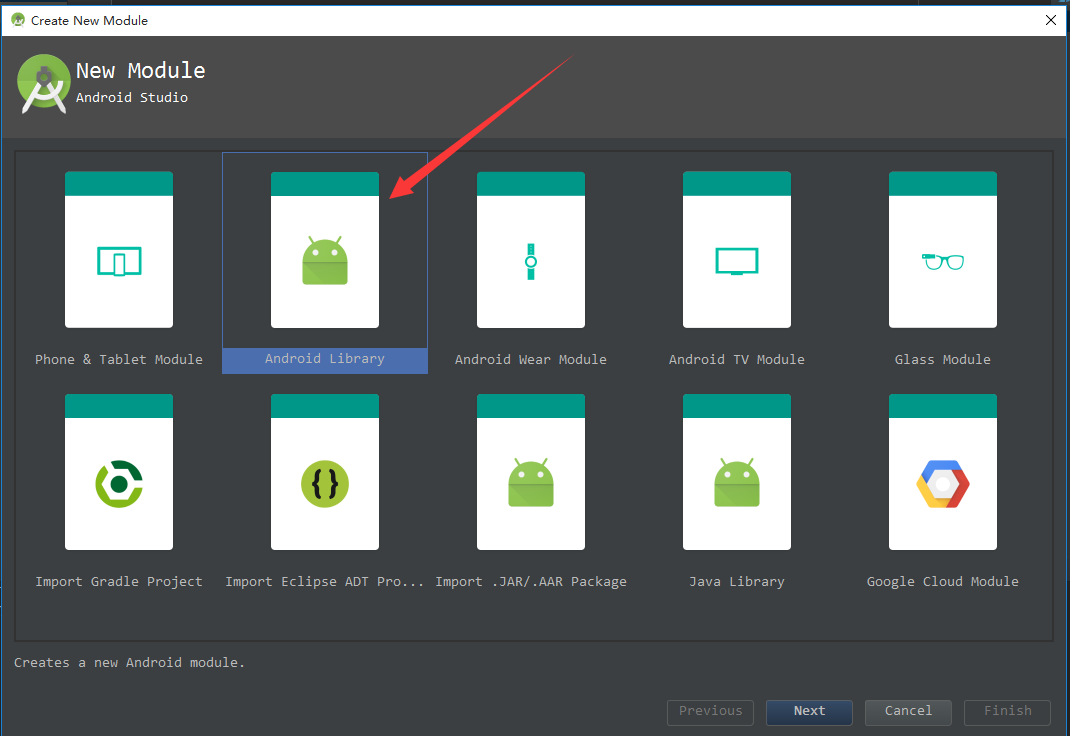 Create New Module
New Module
Android Studio
Phone & Tablet Module
Android Library
Android Wear Module
Android TV Module
Glass Module
{}
Import Gradle Project
Import Eclipse ADT Pro...
Import .JAR/.AAR Package
Java Library
Google Cloud Module
Creates a new Android module.
Previous
Next
Cancel
Finish